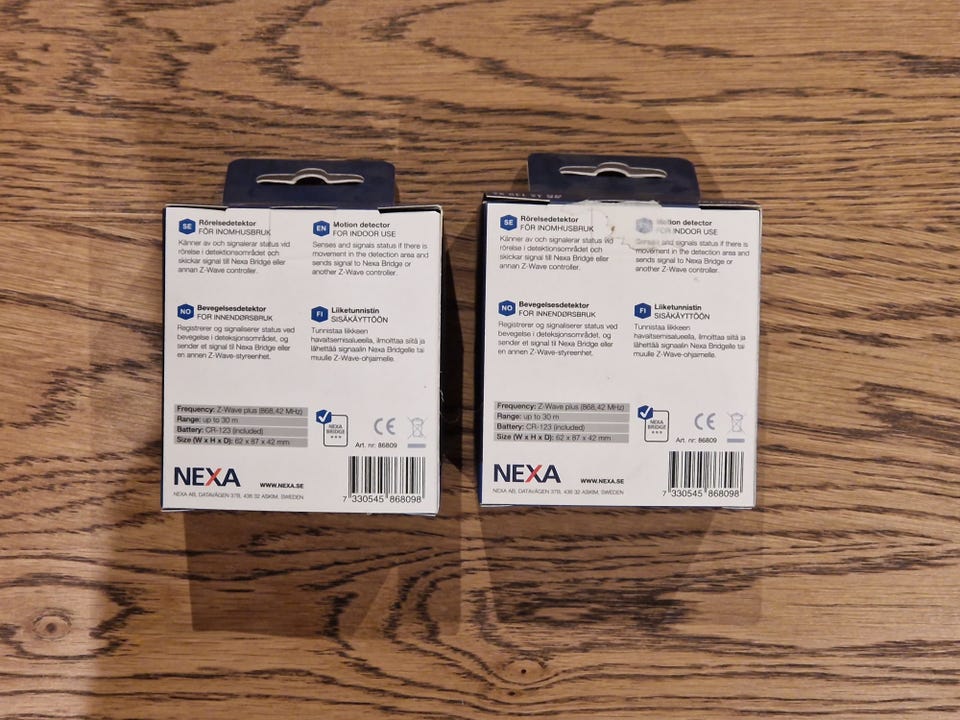 SE Rörelsedetektor
FÖR INOMHUSBRUK
Känner av och signalerar status vid
rörelse i detektionsområdet och
skickar signal till Nexa Bridge eller
annan Z-Wave controller.
EN Motion detector
FOR INDOOR USE
Senses and signals status if there is
movement in the detection area and
sends signal to Nexa Bridge or
another Z-Wave controller.
NO Bevegelsesdetektor
FOR INNENDØRSBRUK
Registrerer og signaliserer status ved
bevegelse i deteksjonsområdet, og
sender et signal til Nexa Bridge eller
en annen Z-Wave-styreenhet.
FI Liiketunnistin
SISÄKÄYTTÖÖN
Tunnistaa liikkeen
havaitsemisalueella, ilmoittaa siitä ja
lähettää signaalin Nexa Bridgelle tai
muulle Z-Wave-ohjaimelle.
Frequency: Z-Wave plus (868,42 MHz)
Range: up to 30 m
Battery: CR-123 (included)
Size (W x H x D): 62 x 87 x 42 mm
NEXA
BRIDGE
CE
Art. nr: 86809
NEXA
WWW.NEXA.SE
NEXA AB, DATAVÄGEN 37B, 436 32 ASKIM, SWEDEN
7 330545 868098
SE Rörelsedetektor
FÖR INOMHUSBRUK
Känner av och signalerar status vid
rörelse i detektionsområdet och
skickar signal till Nexa Bridge eller
annan Z-Wave controller.
Motion detector
FOR INDOOR USE
Senses and signals status if there is
movement in the detection area and
sends signal to Nexa Bridge or
another Z-Wave controller.
NO Bevegelsesdetektor
FOR INNENDØRSBRUK
Registrerer og signaliserer status ved
bevegelse i deteksjonsområdet, og
sender et signal til Nexa Bridge eller
en annen Z-Wave-styreenhet.
FI Liiketunnistin
SISÄKÄYTTÖÖN
Tunnistaa liikkeen
havaitsemisalueella, ilmoittaa siitä ja
lähettää signaalin Nexa Bridgelle tai
muulle Z-Wave-ohjaimelle.
Frequency: Z-Wave plus (868,42 MHz)
Range: up to 30 m
Battery: CR-123 (included)
Size (W x H x D): 62 x 87 x 42 mm
NEXA
BRIDGE
CE
Art. nr: 86809
NEXA
WWW.NEXA.SE
NEXA AB, DATAVÄGEN 37B, 436 32 ASKIM, SWEDEN
7 330545 868098